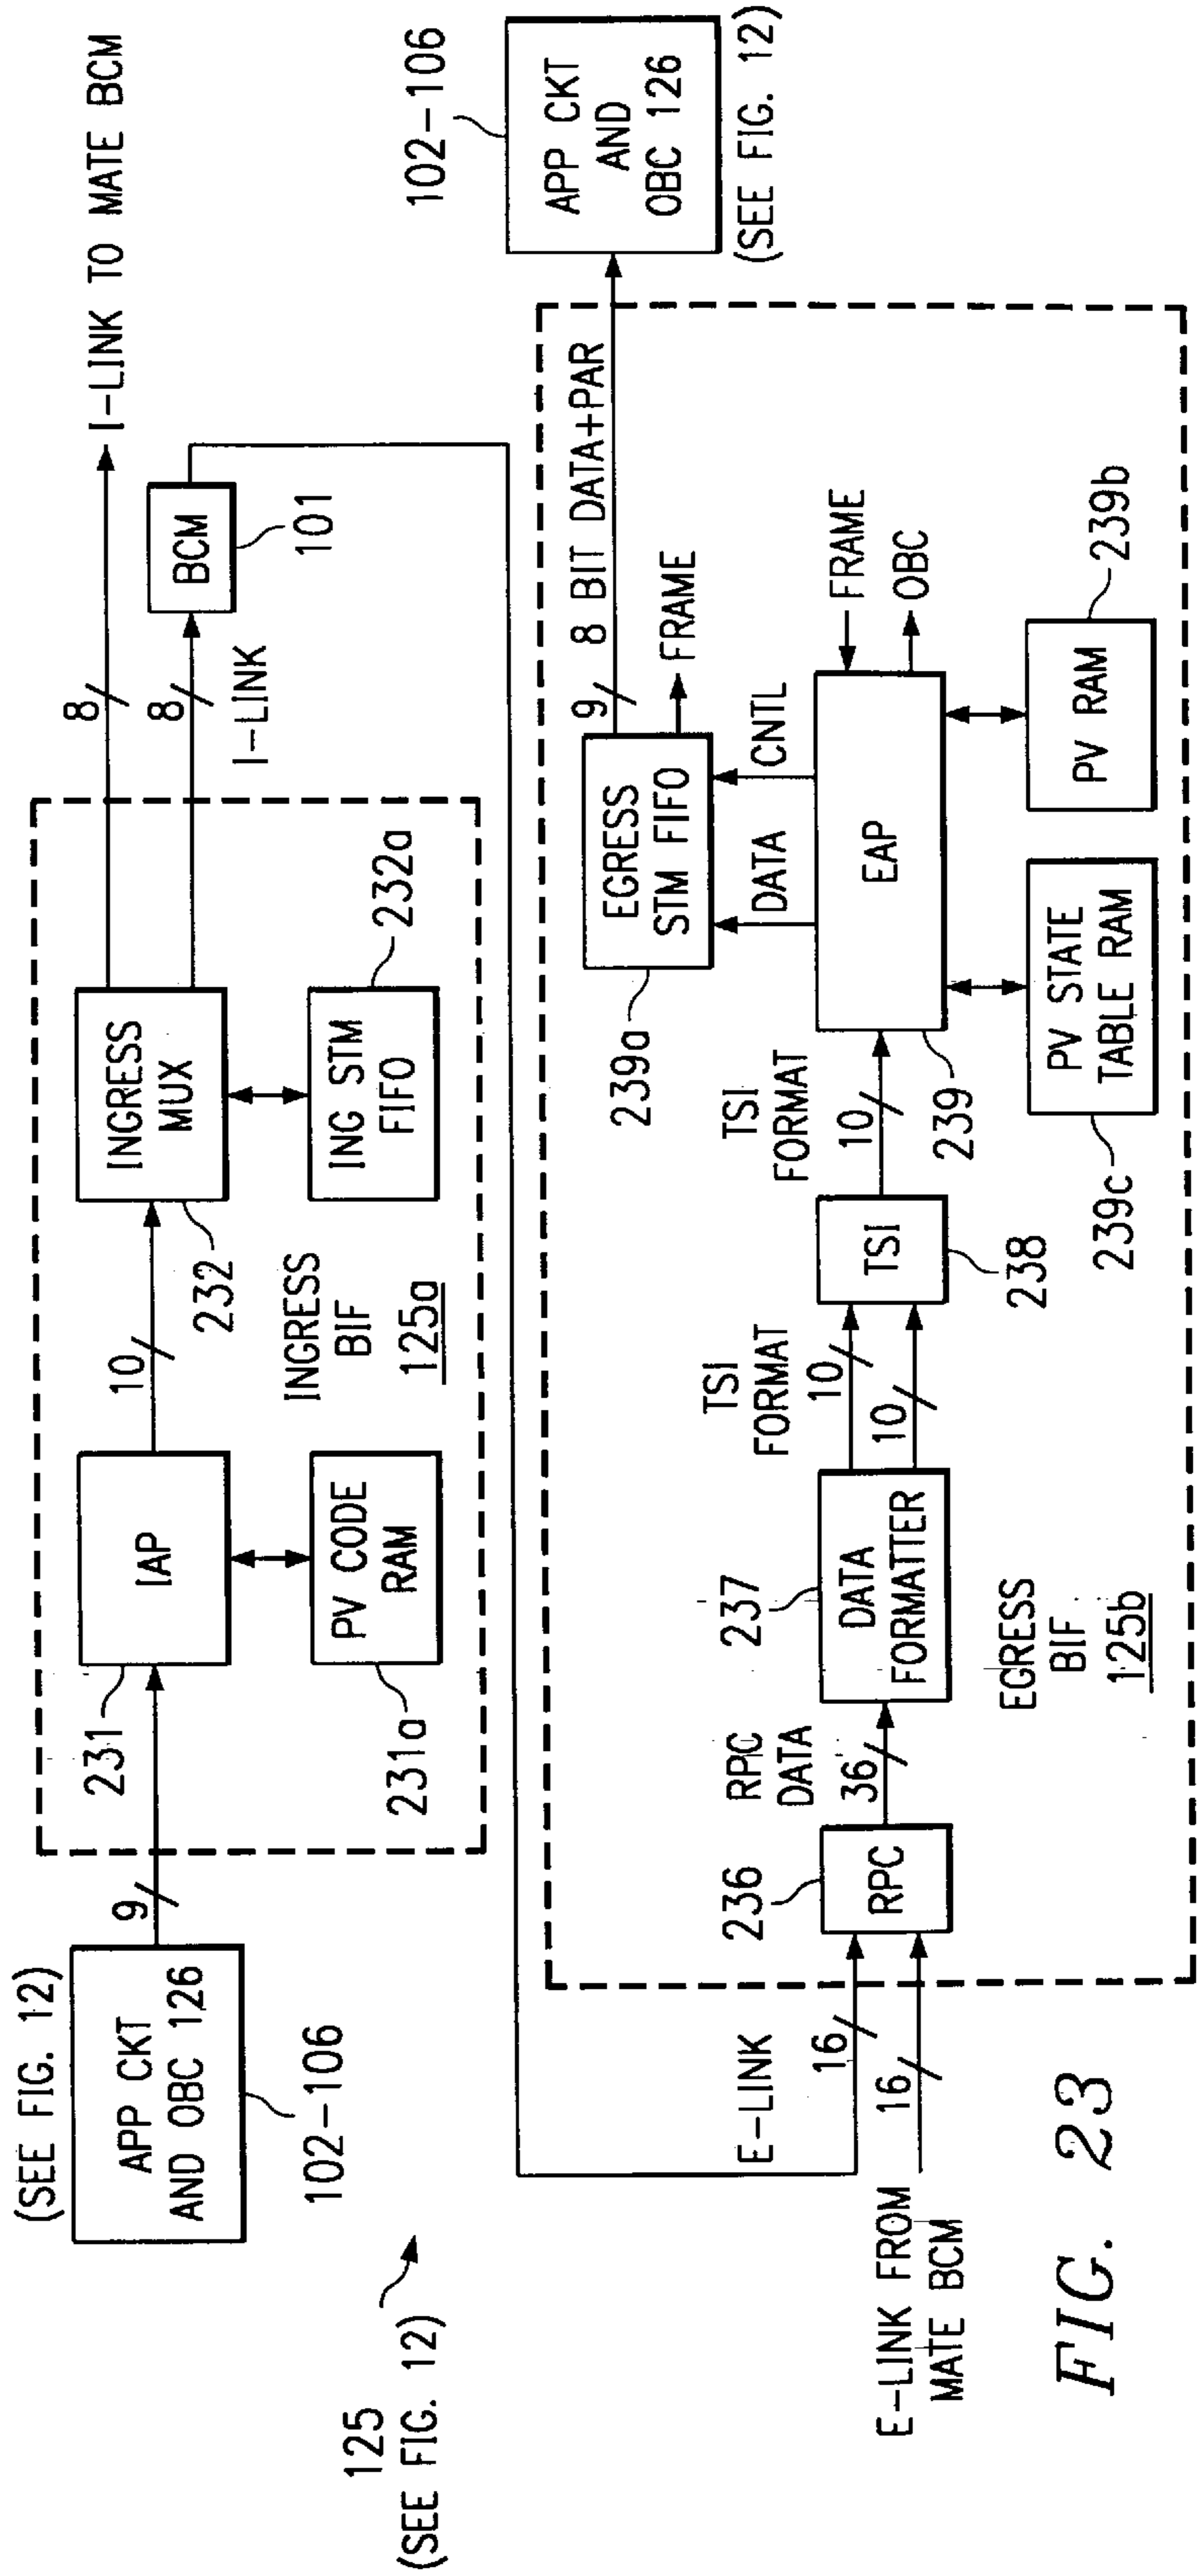 (SEE FIG. 12)
APP CKT
AND OBC 126
102-106
9
INGRESS
BIF
125a
IAP
231
PV CODE
RAM
231a
10
INGRESS
MUX
232
ING STM
FIFO
232a
8
I-LINK TO MATE BCM
8
I-LINK
BCM
101
125
(SEE FIG. 12)
E-LINK
16
16
E-LINK FROM
MATE BCM
RPC
236
RPC
DATA
36
DATA
FORMATTER
237
EGRESS
BIF
125b
TSI
FORMAT
10
10
TSI
238
TSI
FORMAT
10
EAP
239
DATA
CNTL
EGRESS
STM FIFO
239a
9
8 BIT DATA+PAR
FRAME
FRAME
OBC
PV STATE
TABLE RAM
239c
PV RAM
239b
102-106
APP CKT
AND
OBC 126
(SEE FIG. 12)
FIG. 23